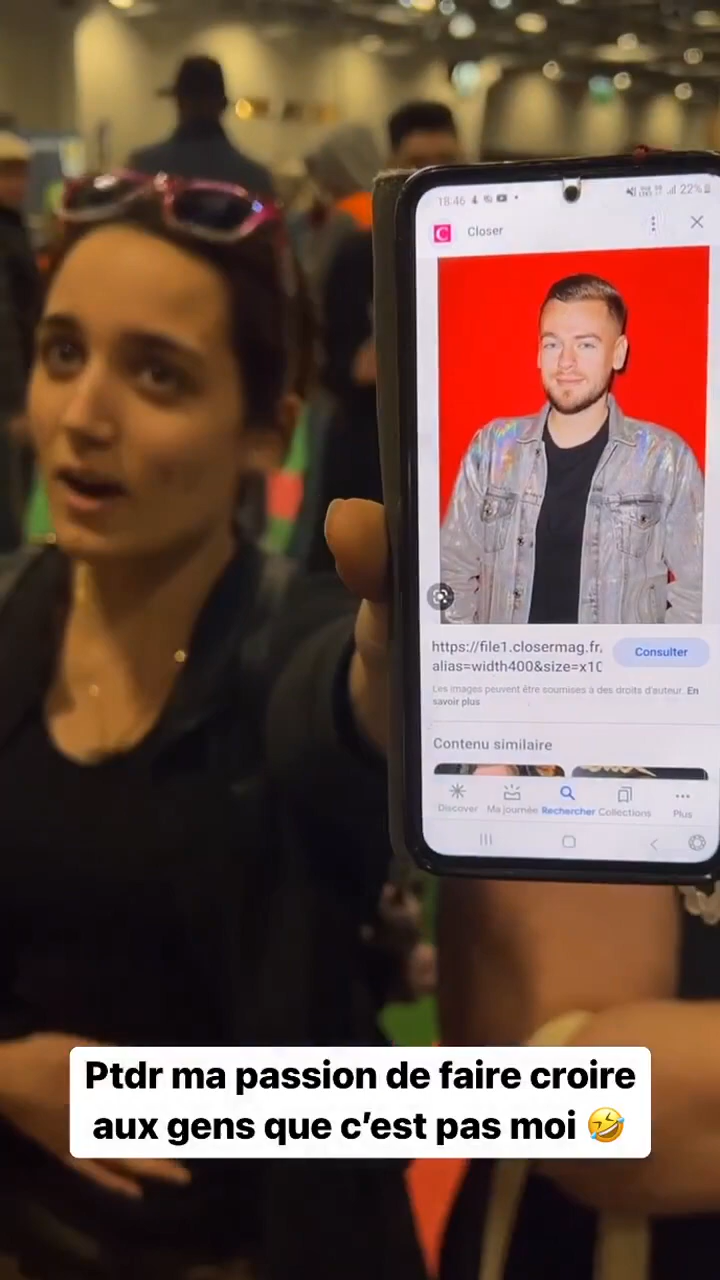 18.46
22%
Closer
https://file1.closermag.fr/
alias=width400&size=x10
Consulter
Les images peuvent être soumises à des droits d'auteur. En
savoir plus
Contenu similaire
Discover
Ma journée
Rechercher
Collections
Plus
Ptdr ma passion de faire croire
aux gens que c’est pas moi 🤣